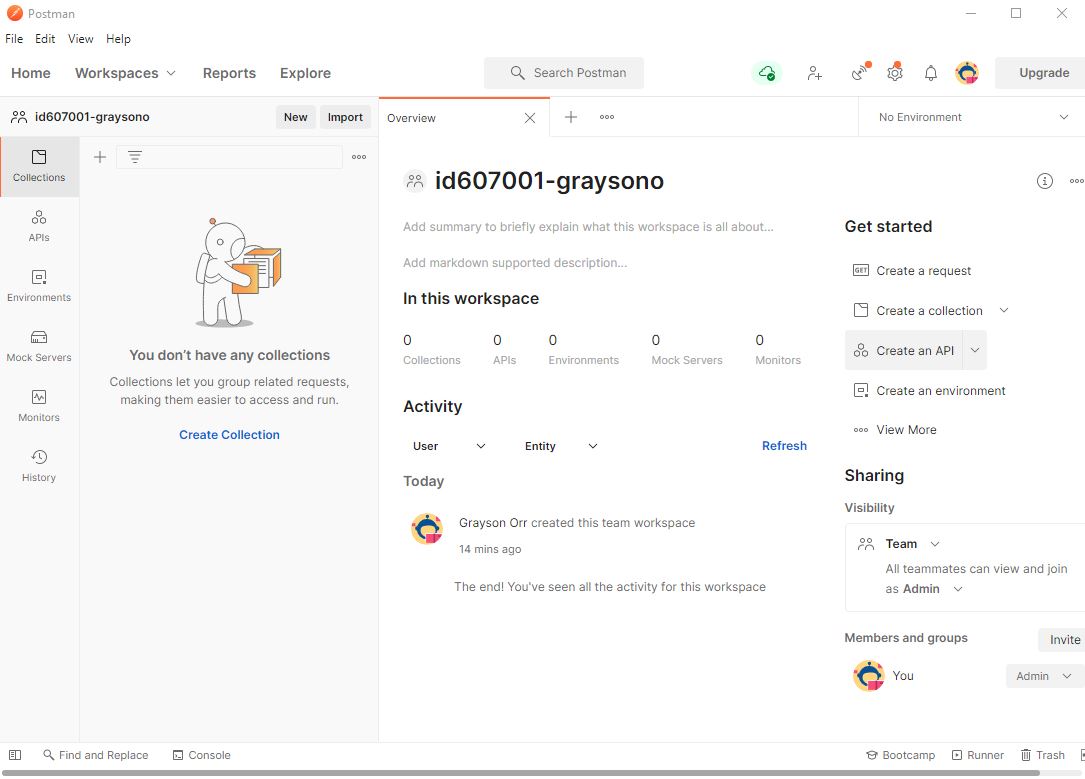 Postman
File Edit View Help
Home Workspaces Reports Explore Search Postman Upgrade
id607001-graysono New Import
Overview
No Environment
Collections
APIs
Environments
Mock Servers
Monitors
History
You don’t have any collections
Collections let you group related requests,
making them easier to access and run.
Create Collection
id607001-graysono
Add summary to briefly explain what this workspace is all about...
Add markdown supported description...
In this workspace
0 0 0 0 0
Collections APIs Environments Mock Servers Monitors
Activity
User Entity Refresh
Today
Grayson Orr created this team workspace
14 mins ago
The end! You've seen all the activity for this workspace
Get started
GET Create a request
Create a collection
Create an API
Create an environment
View More
Sharing
Visibility
Team
All teammates can view and join
as Admin
Members and groups Invite
You Admin
Find and Replace Console Bootcamp Runner Trash